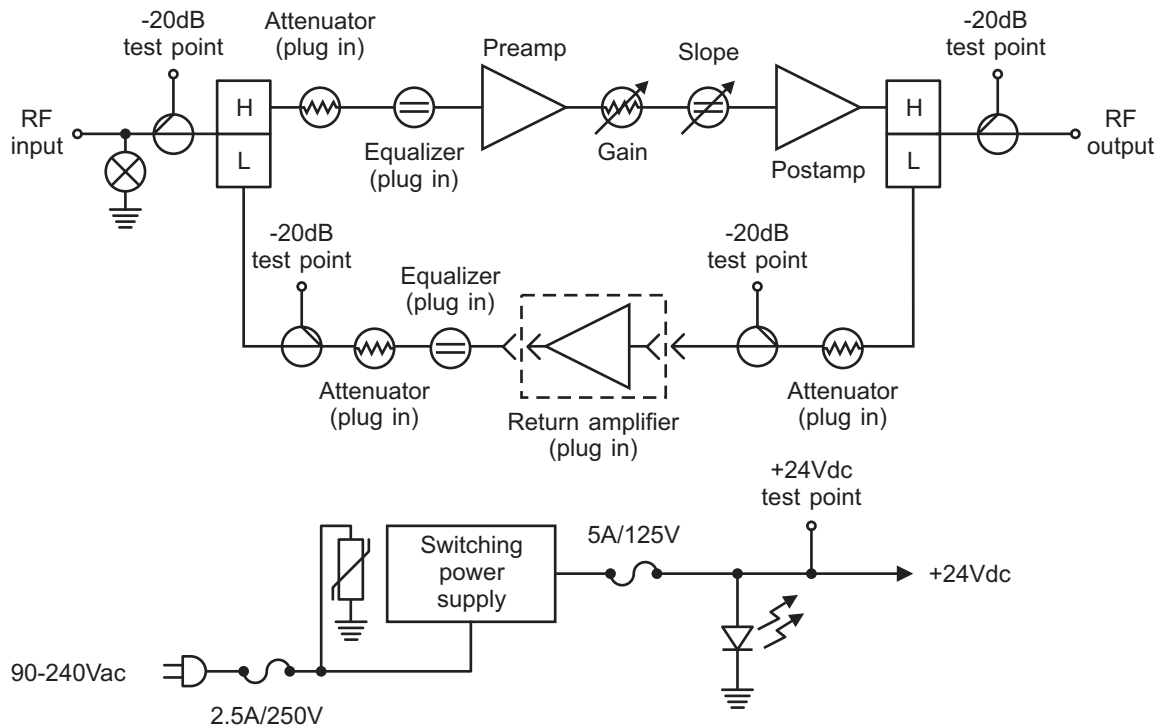 -20dB
test point
Attenuator
(plug in)
Preamp
Slope
-20dB
test point
RF
input
H
L
Equalizer
(plug in)
Gain
Postamp
H
L
RF
output
-20dB
test point
Equalizer
(plug in)
-20dB
test point
Attenuator
(plug in)
Return amplifier
(plug in)
Attenuator
(plug in)
+24Vdc
test point
Switching
power
supply
5A/125V
+24Vdc
90-240Vac
2.5A/250V